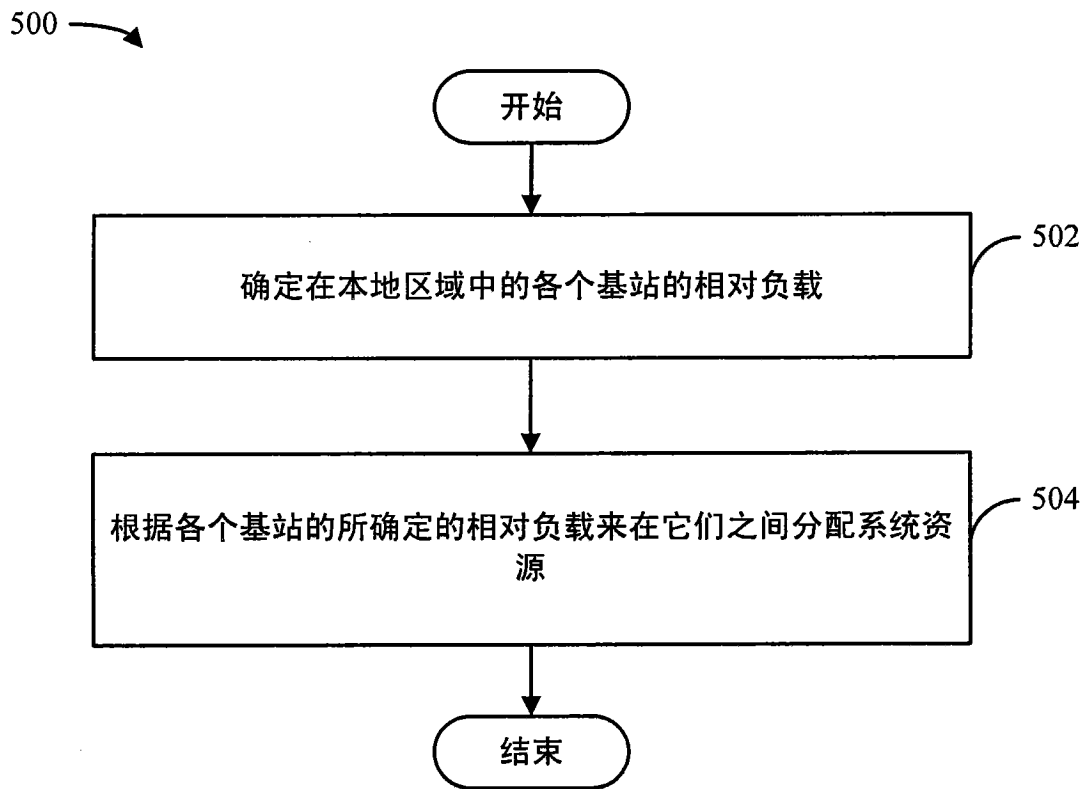 500
开始
确定在本地区域中的各个基站的相对负载
502
根据各个基站的所确定的相对负载来在它们之间分配系统资
源
504
结束